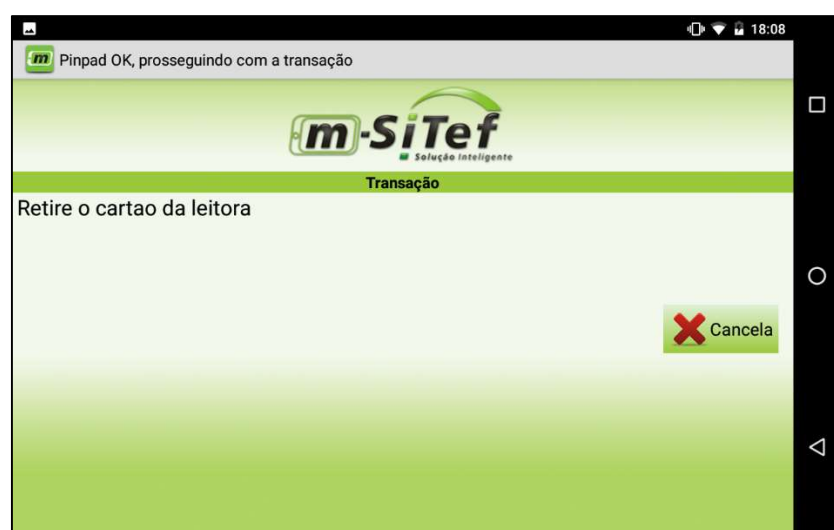 18:08
m Pinpad OK, prosseguindo com a transação
m-SiTef
Solução Inteligente
Transação
Retire o cartao da leitora
Cancela